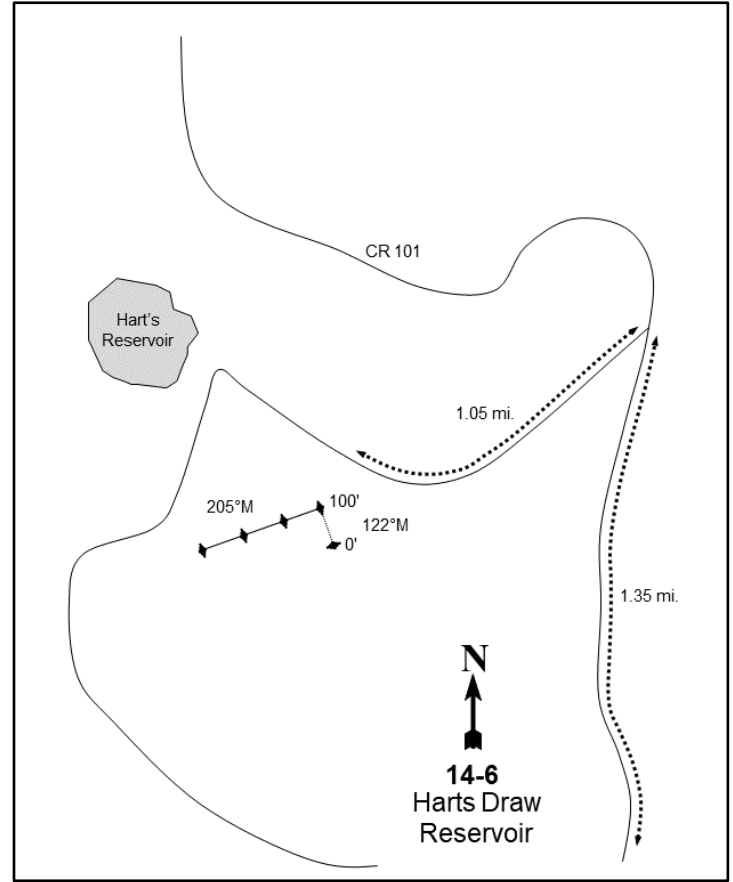 CR 101
Hart's
Reservoir
1.05 mi.
205°M
100'
122°M
0'
1.35 mi.
N
14-6
Harts Draw
Reservoir